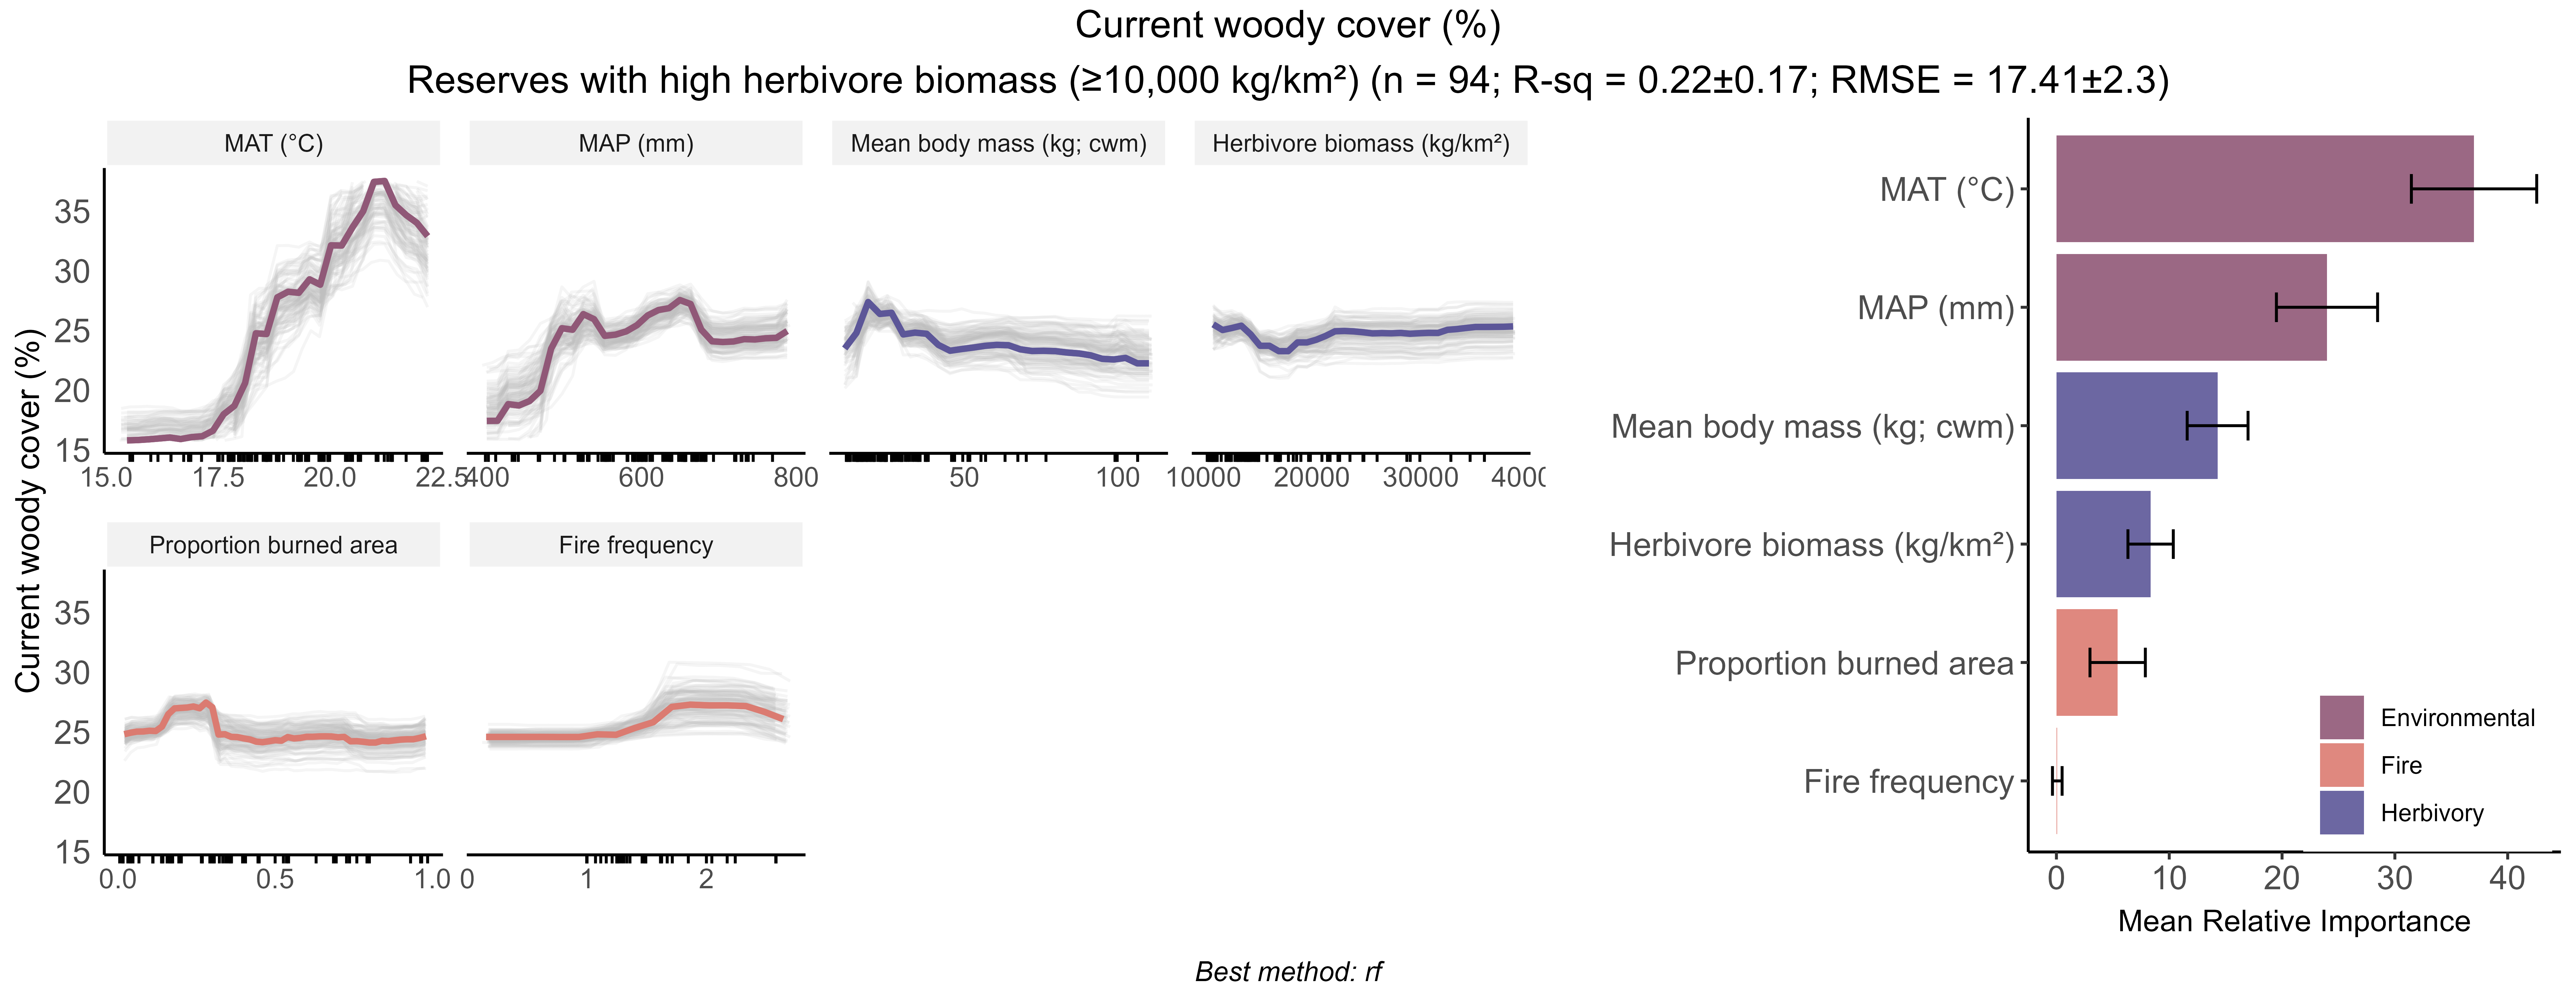 Current woody cover (%)
Reserves with high herbivore biomass (≥10,000 kg/km²) (n = 94; R-sq = 0.22±0.17; RMSE = 17.41±2.3)
MAT (°C)
MAP (mm)
Mean body mass (kg; cwm)
Herbivore biomass (kg/km²)
35
30
25
20
15
15.0 17.5 20.0 22.5
400 600 800
50 100
10000 20000 30000 4000
Proportion burned area
Fire frequency
35
30
25
20
15
0.0 0.5 1.0
0 1 2
Current woody cover (%)
MAT (°C)
MAP (mm)
Mean body mass (kg; cwm)
Herbivore biomass (kg/km²)
Proportion burned area
Fire frequency
Environmental
Fire
Herbivory
0 10 20 30 40
Mean Relative Importance
Best method: rf